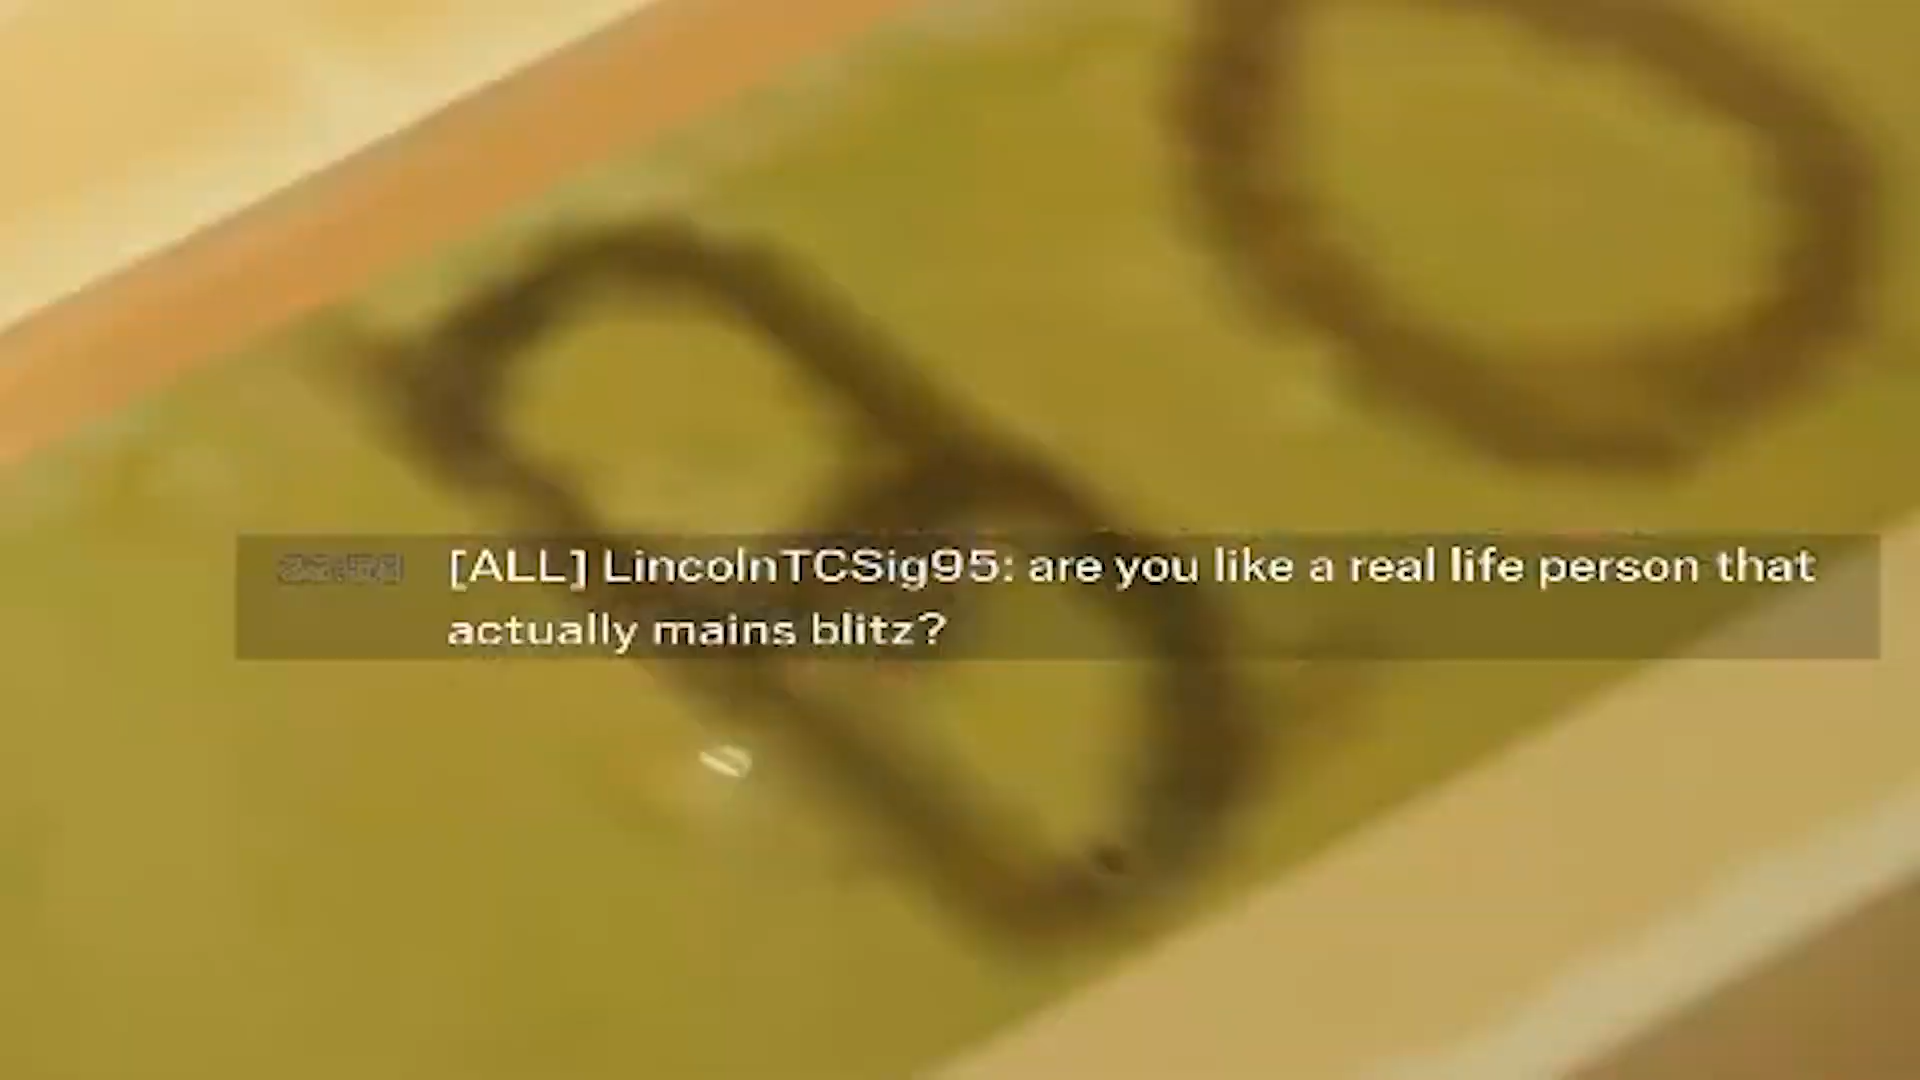 [ALL] LincolnTCSig95: are you like a real life person that
actually mains blitz?